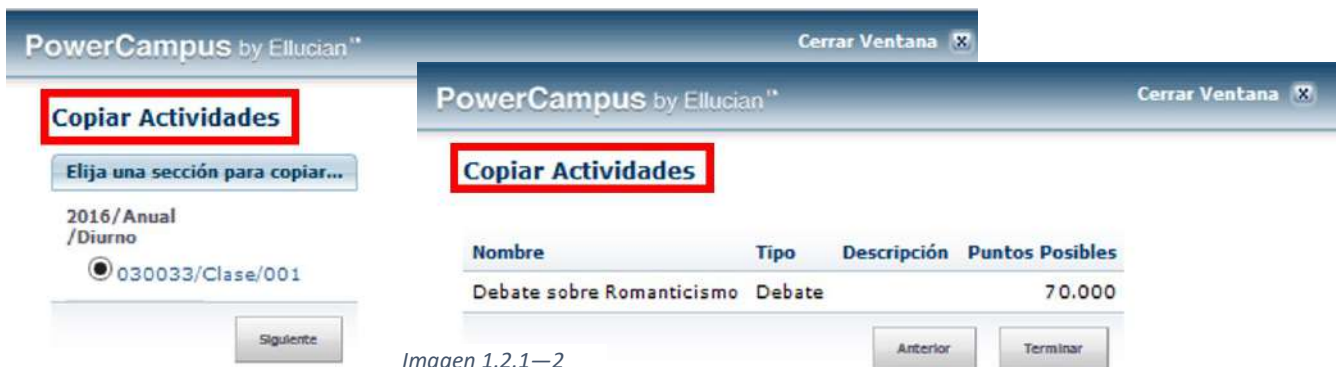 PowerCampus by Ellucian™
Cerrar Ventana
Copiar Actividades
Elija una sección para copiar...
2016/Anual
/Diurno
030033/Clase/001
Siguiente
PowerCampus by Ellucian™
Cerrar Ventana
Copiar Actividades
Nombre Tipo Descripción Puntos Posibles
Debate sobre Romanticismo Debate 70.000
Anterior Terminar
Imagen 1.2.1—2